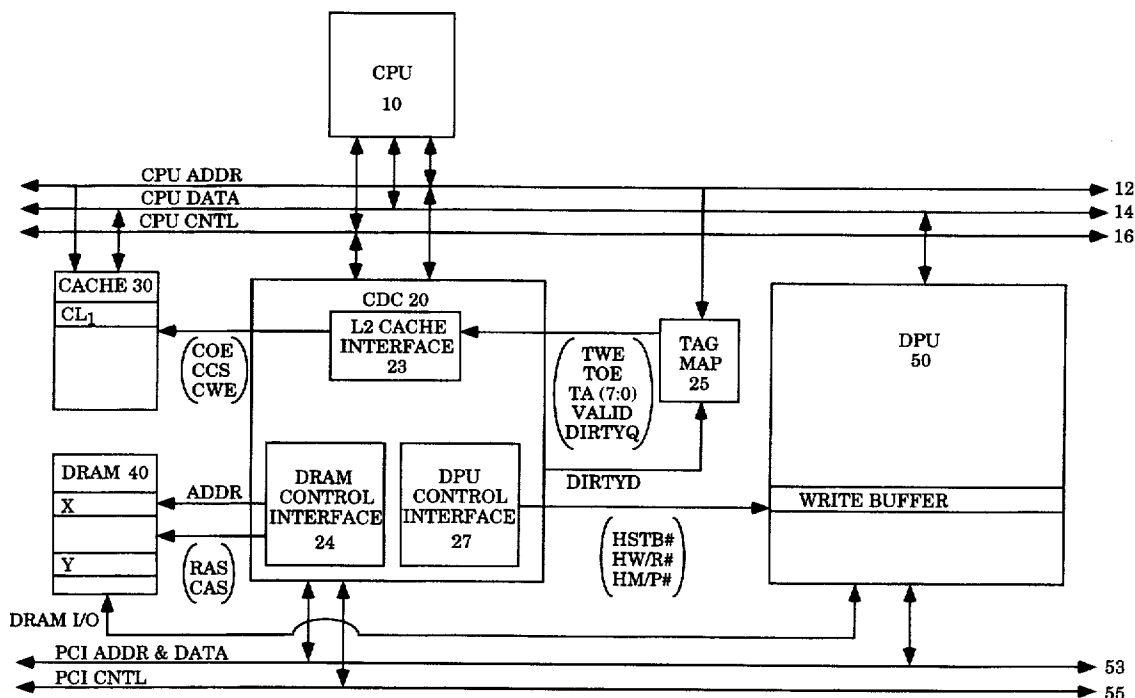 CPU
10
CPU ADDR
12
CPU DATA
14
CPU CNTL
16
CACHE 30
CL1
COE
CCS
CWE
CDC 20
L2 CACHE
INTERFACE
23
TWE
TOE
TA (7:0)
VALID
DIRTYQ
TAG
MAP
25
DPU
50
DRAM 40
X
Y
ADDR
RAS
CAS
DRAM
CONTROL
INTERFACE
24
DPU
CONTROL
INTERFACE
27
DIRTYD
HSTB#
HW/R#
HM/P#
WRITE BUFFER
DRAM I/O
PCI ADDR & DATA
53
PCI CNTL
55